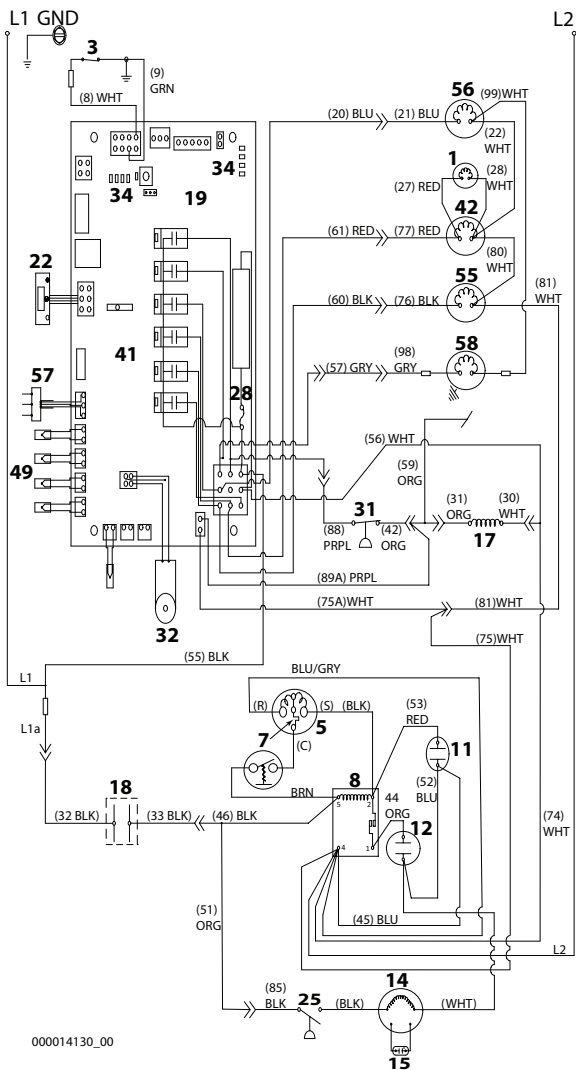 L1 GND
L2
3
(9)
GRN
(8) WHT
56
(99)WHT
(20) BLU
(21) BLU
(22)
WHT
34
34
19
1
(28)
WHT
(27) RED
42
(61) RED
(77) RED
(80)
WHT
22
55
(81)
WHT
(60) BLK
(76) BLK
41
58
(98)
GRY
(57) GRY
57
28
(56) WHT
49
(59)
ORG
31
(31)
ORG
(30)
WHT
(88)
PRPL
(42)
ORG
17
(89A) PRPL
32
(75A)WHT
(81)WHT
(75)WHT
(55) BLK
BLU/GRY
L1
(R)
(S)
(BLK)
(53)
RED
5
L1a
7
(C)
11
8
18
BRN
5
2
44
ORG
(52)
BLU
12
(32 BLK)
(33 BLK)
(46) BLK
4
1
(74)
WHT
(51)
ORG
(45) BLU
L2
(85)
BLK
25
(BLK)
14
(WHT)
000014130_00
15